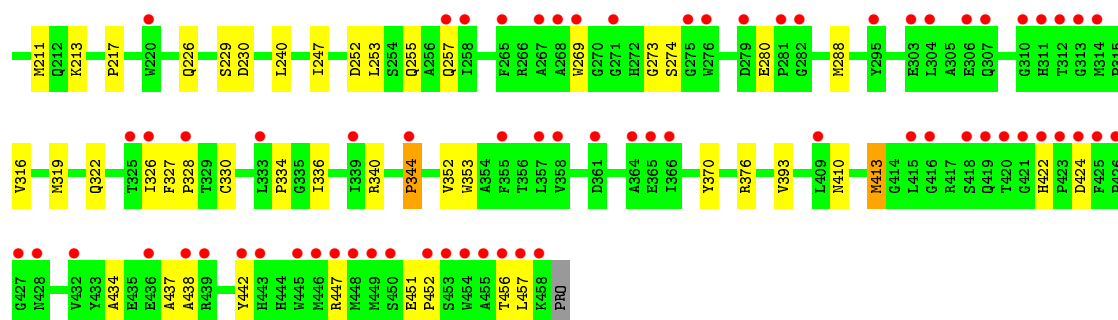 M211 Q212 K213 P217 W220 Q226 S229 D230 L240 I247 D252 L253 S254 Q255 A256 Q257 I258 F265 R266 A267 A268 W269 G270 G271 H272 G273 S274 G275 W276 D279 E280 P281 G282 M288 Y295 E303 L304 A305 E306 Q307 G310 H311 T312 G313 M314 P315
V316 M319 Q322 T325 I326 F327 P328 T329 C330 L333 P334 G335 I336 I339 R340 P344 V352 W353 A354 F355 T356 L357 V358 D361 A364 E365 I366 Y370 R376 V393 L409 N410 M413 G414 L415 G416 R417 S418 Q419 T420 G421 H422 P423 D424 F425
G427 N428 V432 Y433 A434 E435 E436 A437 A438 R439 Y442 H443 H444 W445 M446 R447 M448 M449 S450 E451 P452 S453 W454 A455 T456 L457 K458 PRO